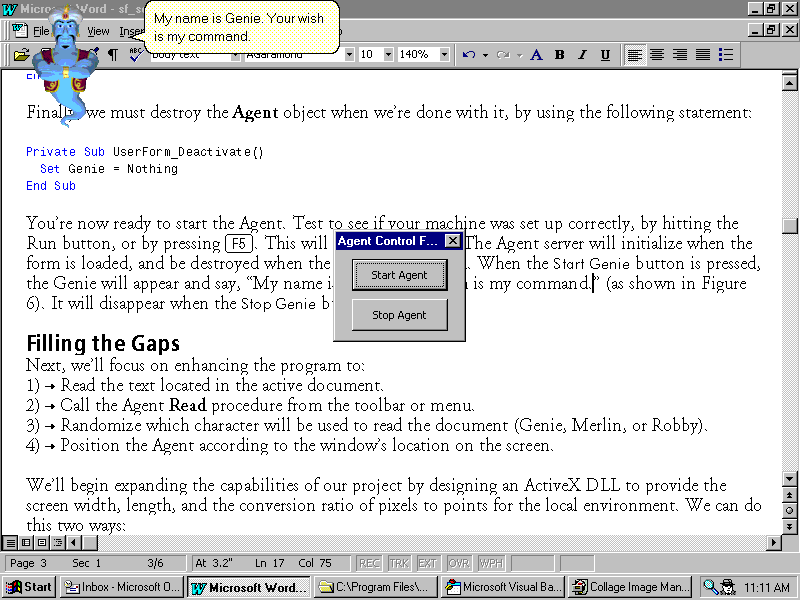 Microsoft Word - sf_s
My name is Genie. Your wish
is my command.
File View Inser
Body Text Agaramond 10 140% A B I U
Finally we must destroy the Agent object when we're done with it, by using the following statement:
Private Sub UserForm_Deactivate()
Set Genie = Nothing
End Sub
You're now ready to start the Agent. Test to see if your machine was set up correctly, by hitting the
Run button, or by pressing F5. This will The Agent server will initialize when the
form is loaded, and be destroyed when the . When the Start Genie button is pressed,
the Genie will appear and say, “My name i n is my command.” (as shown in Figure
6). It will disappear when the Stop Genie b
Agent Control F...
Start Agent
Stop Agent
Filling the Gaps
Next, we'll focus on enhancing the program to:
1) → Read the text located in the active document.
2) → Call the Agent Read procedure from the toolbar or menu.
3) → Randomize which character will be used to read the document (Genie, Merlin, or Robby).
4) → Position the Agent according to the window's location on the screen.
We'll begin expanding the capabilities of our project by designing an ActiveX DLL to provide the
screen width, length, and the conversion ratio of pixels to points for the local environment. We can do
this two ways:
Page 3 Sec 1 3/6 At 3.2" Ln 17 Col 75 REC TRK EXT OVR WPH
Start Inbox - Microsoft O... Microsoft Word... C:\Program Files\... Microsoft Visual Ba... Collage Image Man... 11:11 AM